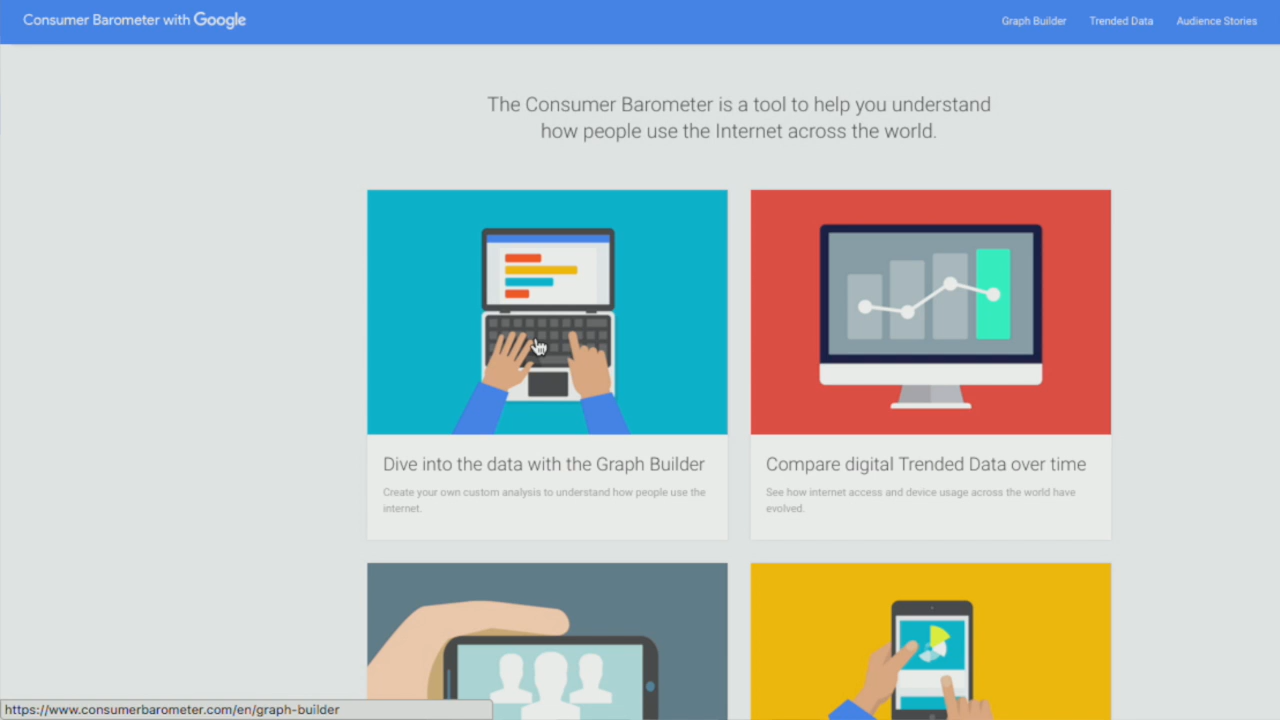 Consumer Barometer with Google
Graph Builder
Trended Data
Audience Stories
The Consumer Barometer is a tool to help you understand
how people use the Internet across the world.
Dive into the data with the Graph Builder
Create your own custom analysis to understand how people use the
internet.
Compare digital Trended Data over time
See how internet access and device usage across the world have
evolved.
https://www.consumerbarometer.com/en/graph-builder